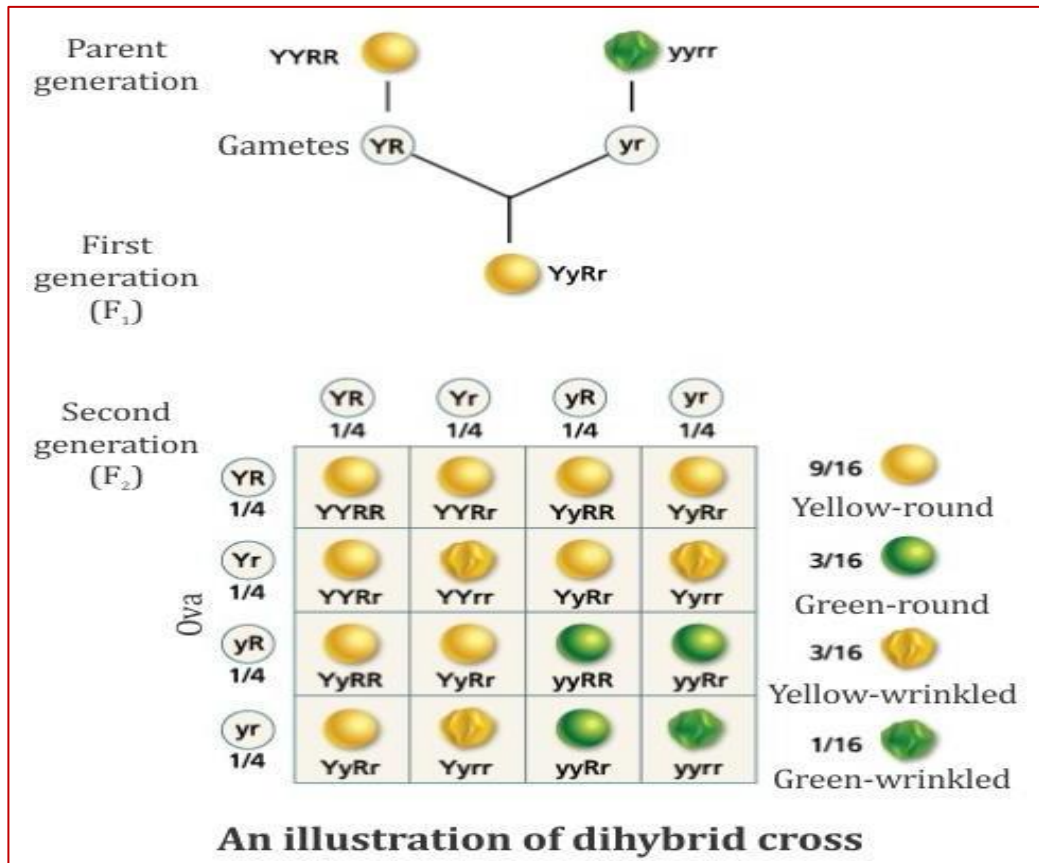 Parent
generation
YYRR
yyrr
Gametes
YR
yr
First
generation
(F₁)
YyRr
Second
generation
(F₂)
YR Yr yR yr
1/4 1/4 1/4 1/4
Ova
YR
1/4
YYRR YYRr YyRR YyRr
Yr
1/4
YYRr YYrr YyRr Yyrr
yR
1/4
YyRR YyRr yyRR yyRr
yr
1/4
YyRr Yyrr yyRr yyrr
9/16
Yellow-round
3/16
Green-round
3/16
Yellow-wrinkled
1/16
Green-wrinkled
An illustration of dihybrid cross